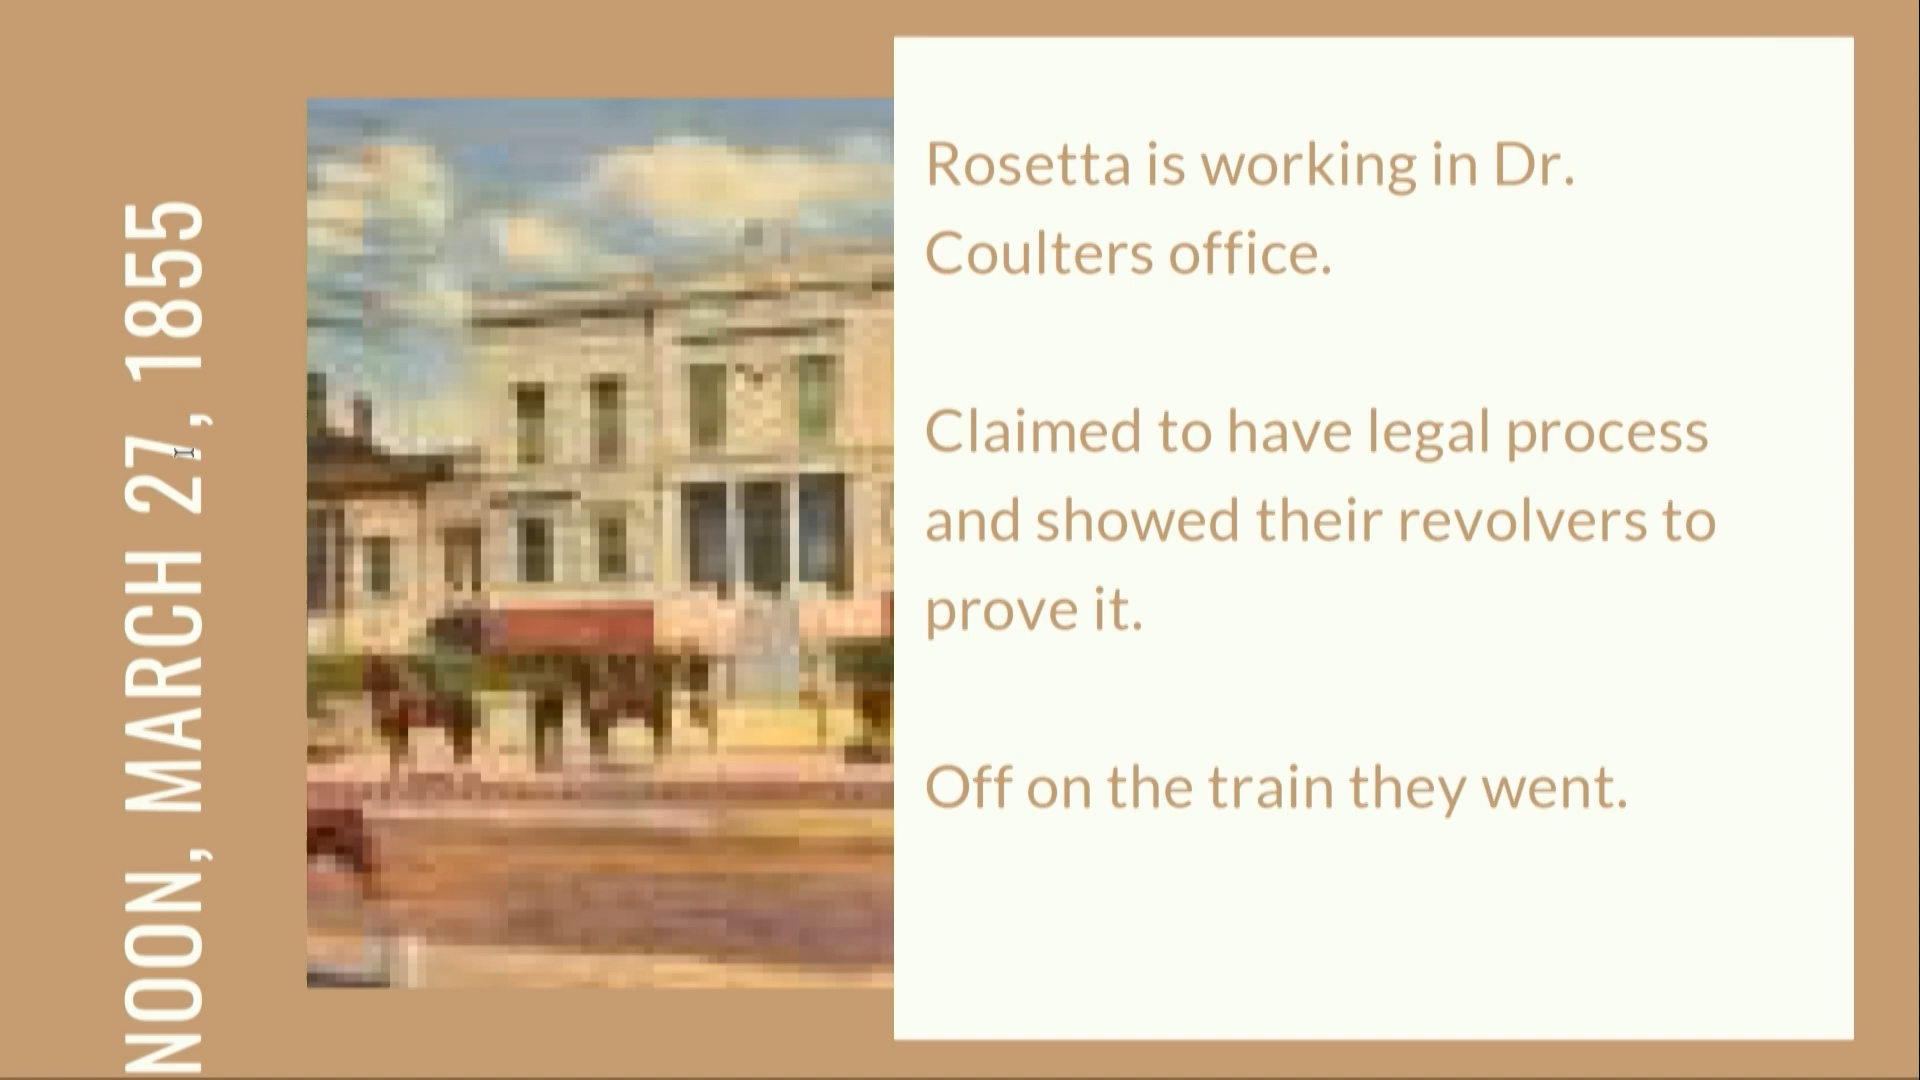 NOON, MARCH 27, 1855
Rosetta is working in Dr.
Coulters office.
Claimed to have legal process
and showed their revolvers to
prove it.
Off on the train they went.